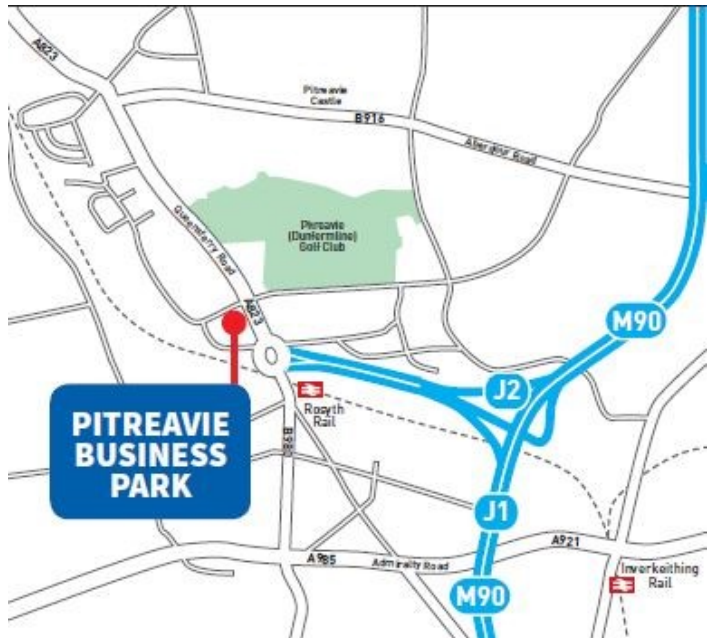 A823
Pitreavie
Castle
B916
Aberdour Road
Queensferry Road
Pitreavie
(Dunfermline)
Golf Club
A823
M90
PITREAVIE
BUSINESS
PARK
Rosyth
Rail
J2
B980
J1
A985
Admiralty Road
A921
M90
Inverkeithing
Rail